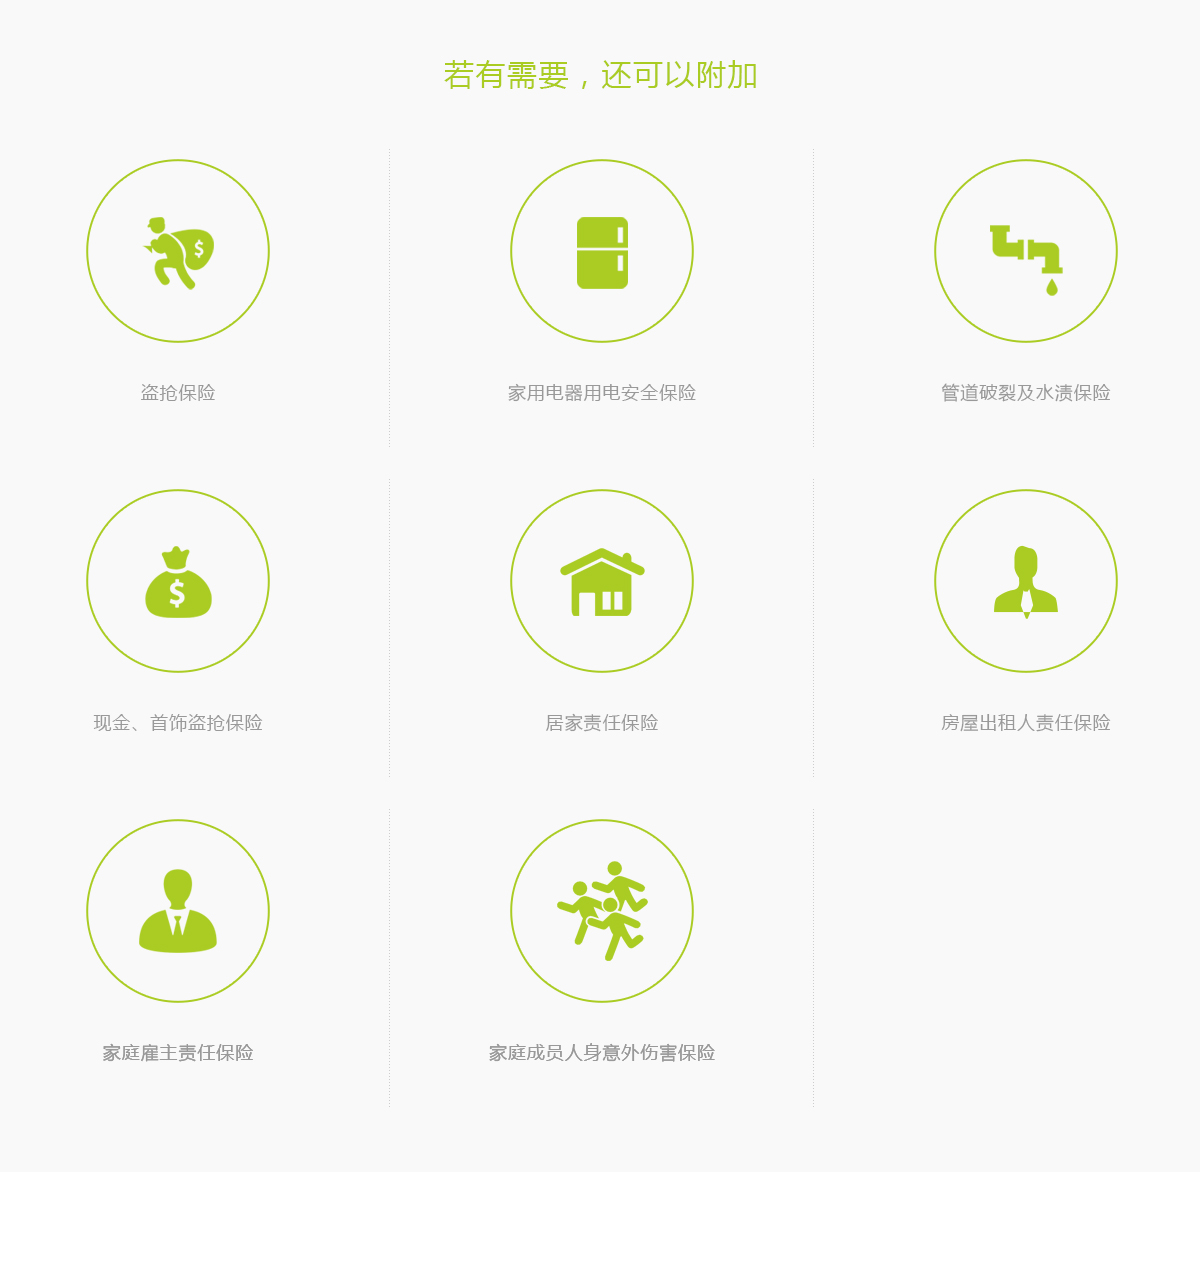 若有需要，还可以附加
盗抢保险
家用电器用电安全保险
管道破裂及水渍保险
现金、首饰盗抢保险
居家责任保险
房屋出租人责任保险
家庭雇主责任保险
家庭成员人身意外伤害保险